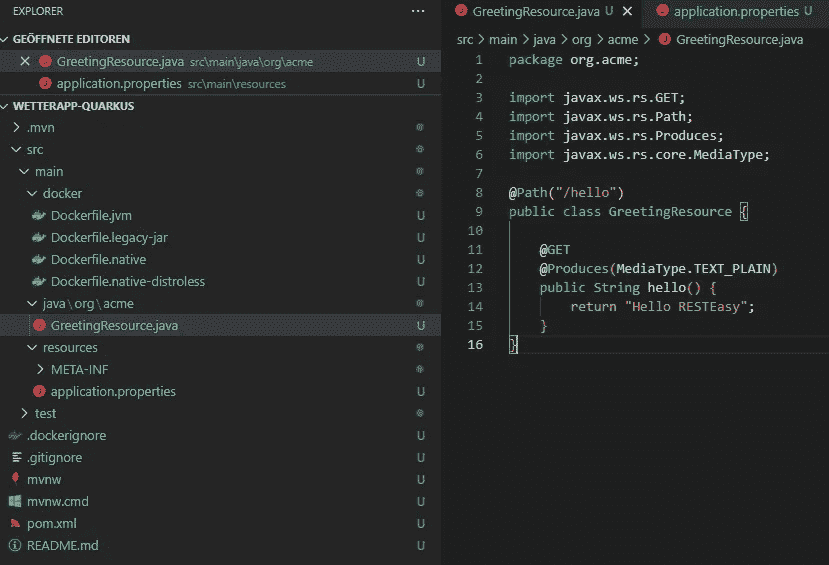 EXPLORER
GEÖFFNETE EDITOREN
GreetingResource.java src\main\java\org\acme U
application.properties src\main\resources U
WETTERAPP-QUARKUS
.mvn
src
main
docker
Dockerfile.jvm U
Dockerfile.legacy-jar U
Dockerfile.native U
Dockerfile.native-distroless U
java\org\acme
GreetingResource.java U
resources
META-INF
application.properties U
test
.dockerignore U
.gitignore U
mvnw U
mvnw.cmd U
pom.xml U
README.md U
GreetingResource.java U application.properties U
src > main > java > org > acme > GreetingResource.java
1 package org.acme;
2
3 import javax.ws.rs.GET;
4 import javax.ws.rs.Path;
5 import javax.ws.rs.Produces;
6 import javax.ws.rs.core.MediaType;
7
8 @Path("/hello")
9 public class GreetingResource {
10
11 @GET
12 @Produces(MediaType.TEXT_PLAIN)
13 public String hello() {
14 return "Hello RESTEasy";
15 }
16 }